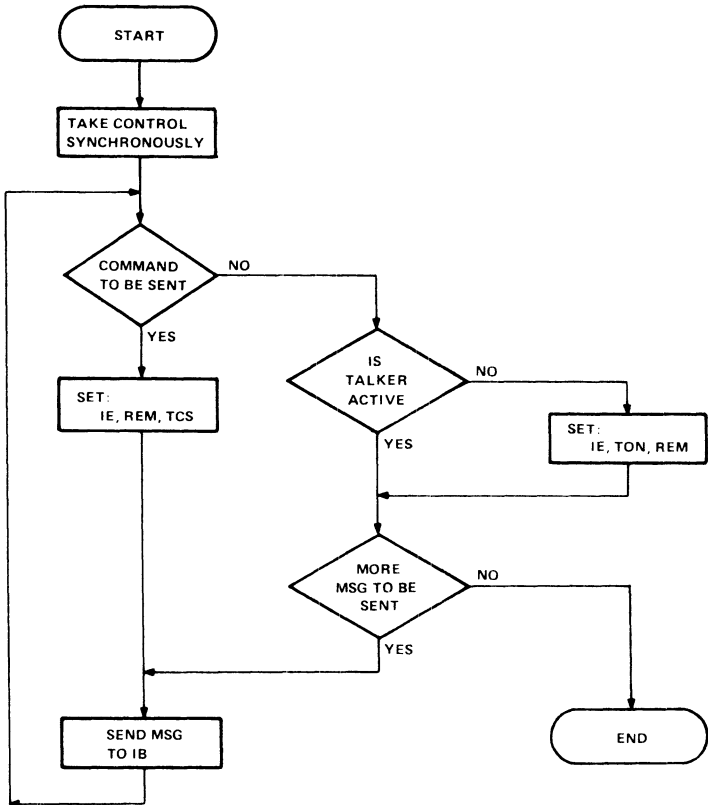 START
TAKE CONTROL
SYNCHRONOUSLY
COMMAND
TO BE SENT
NO
YES
SET:
IE, REM, TCS
IS
TALKER
ACTIVE
NO
YES
SET:
IE, TON, REM
MORE
MSG TO BE
SENT
NO
YES
SEND MSG
TO IB
END